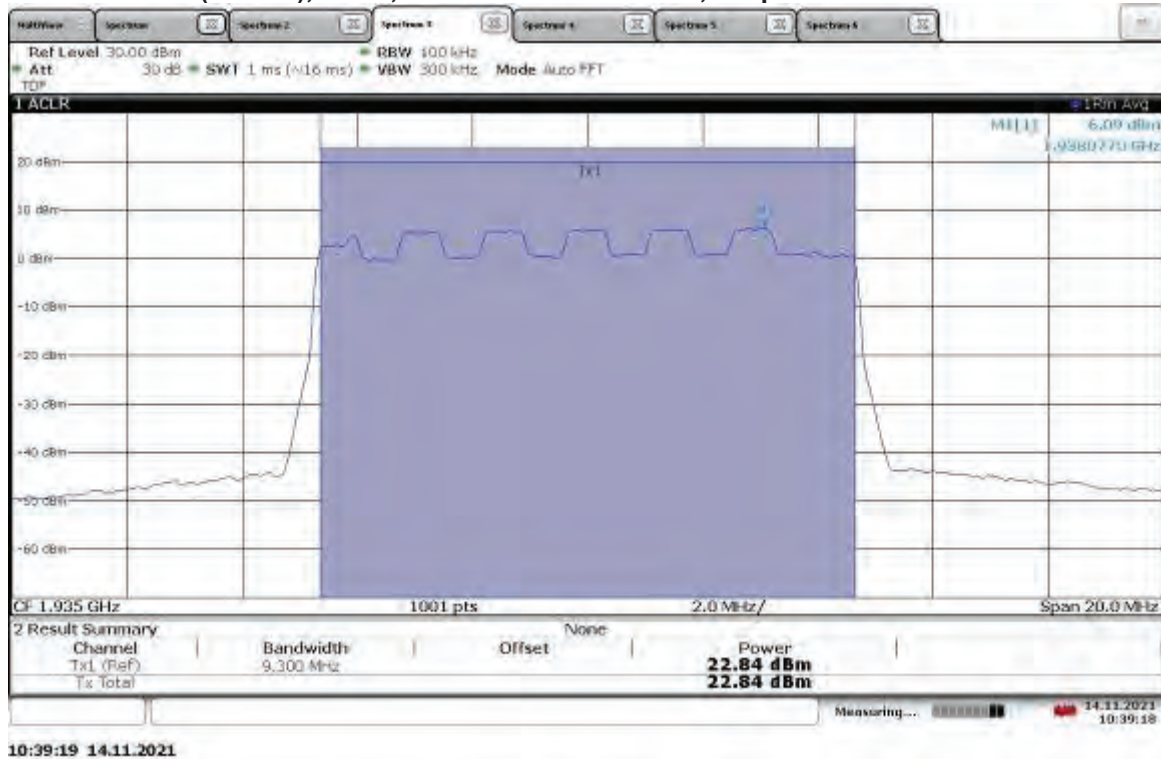 MultiView Spectrum Spectrum 2 Spectrum 3 Spectrum 4 Spectrum 5 Spectrum 6
Ref Level 30.00 dBm RBW 100 kHz
Att 30 dB SWT 1 ms (~16 ms) VBW 300 kHz Mode Auto FFT
TDF
1 ACLR 1Rm Avg
M1[1] 6.09 dBm
1.9380770 GHz
20 dBm
Tx1
10 dBm
0 dBm
-10 dBm
-20 dBm
-30 dBm
-40 dBm
-50 dBm
-60 dBm
CF 1.935 GHz 1001 pts 2.0 MHz/ Span 20.0 MHz
2 Result Summary None
Channel Bandwidth Offset Power
Tx1 (Ref) 9.300 MHz 22.84 dBm
Tx Total 22.84 dBm
Measuring... 14.11.2021
10:39:18
10:39:19 14.11.2021